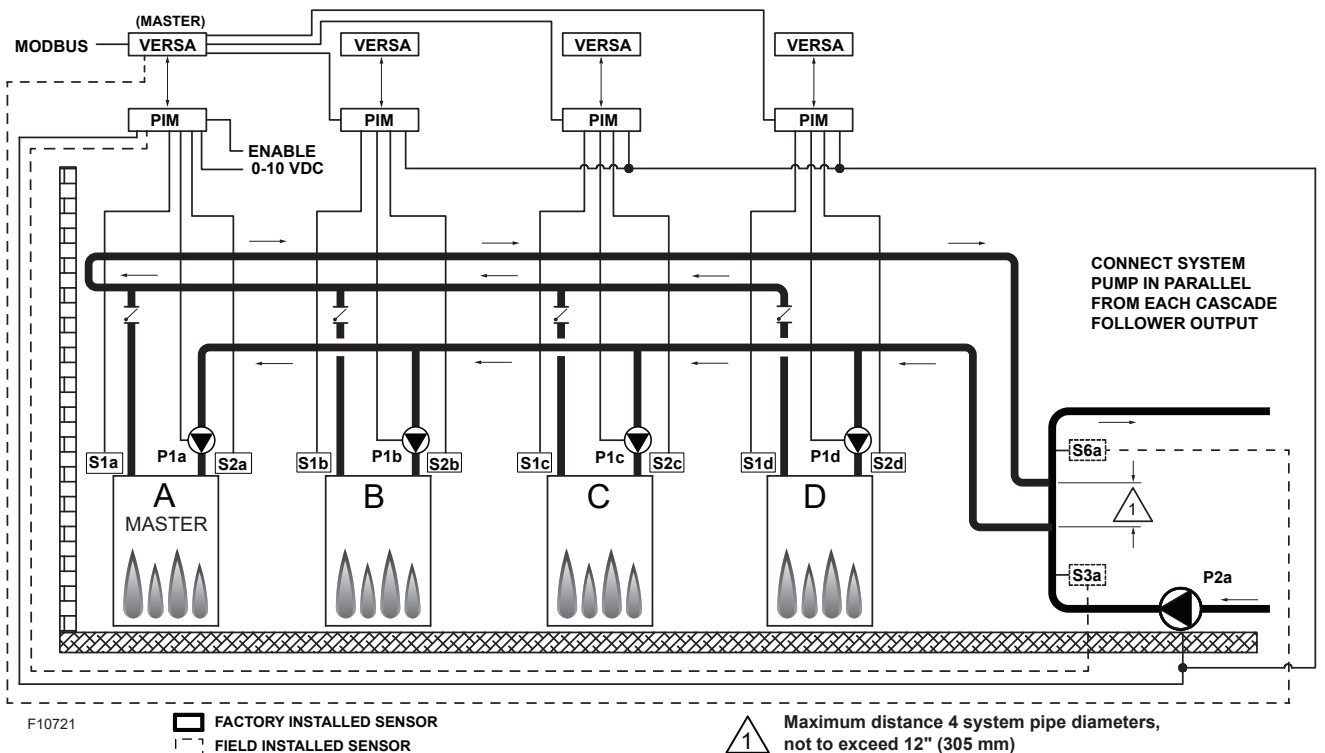 (MASTER)
MODBUS
VERSA
VERSA
VERSA
VERSA
PIM
PIM
PIM
PIM
ENABLE
0-10 VDC
CONNECT SYSTEM
PUMP IN PARALLEL
FROM EACH CASCADE
FOLLOWER OUTPUT
S1a
P1a
S2a
S1b
P1b
S2b
S1c
P1c
S2c
S1d
P1d
S2d
S6a
A
MASTER
B
C
D
1
S3a
P2a
F10721
FACTORY INSTALLED SENSOR
FIELD INSTALLED SENSOR
1
Maximum distance 4 system pipe diameters,
not to exceed 12" (305 mm)